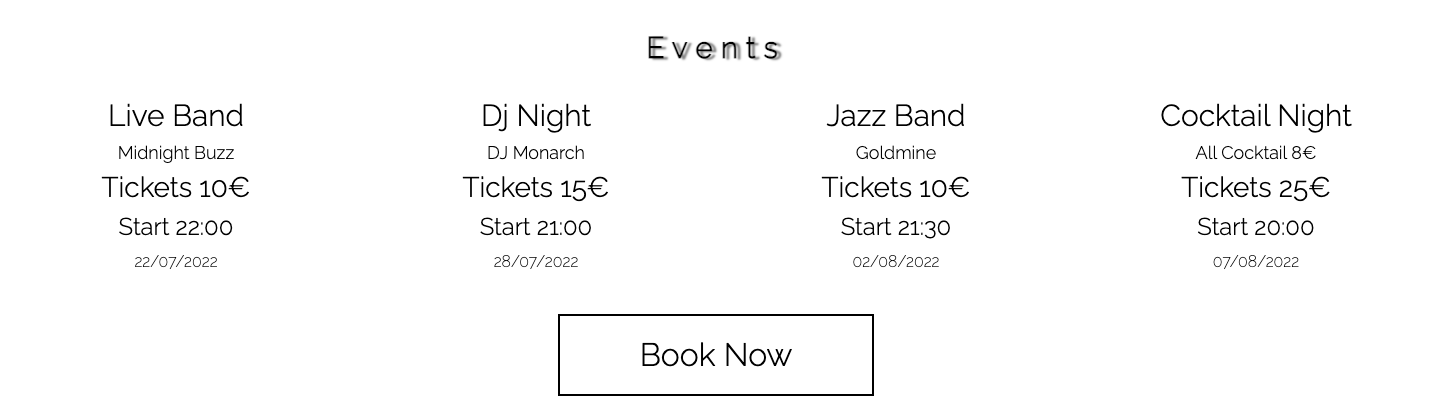 Events
Live Band
Midnight Buzz
Tickets 10€
Start 22:00
22/07/2022
Dj Night
DJ Monarch
Tickets 15€
Start 21:00
28/07/2022
Jazz Band
Goldmine
Tickets 10€
Start 21:30
02/08/2022
Cocktail Night
All Cocktail 8€
Tickets 25€
Start 20:00
07/08/2022
Book Now